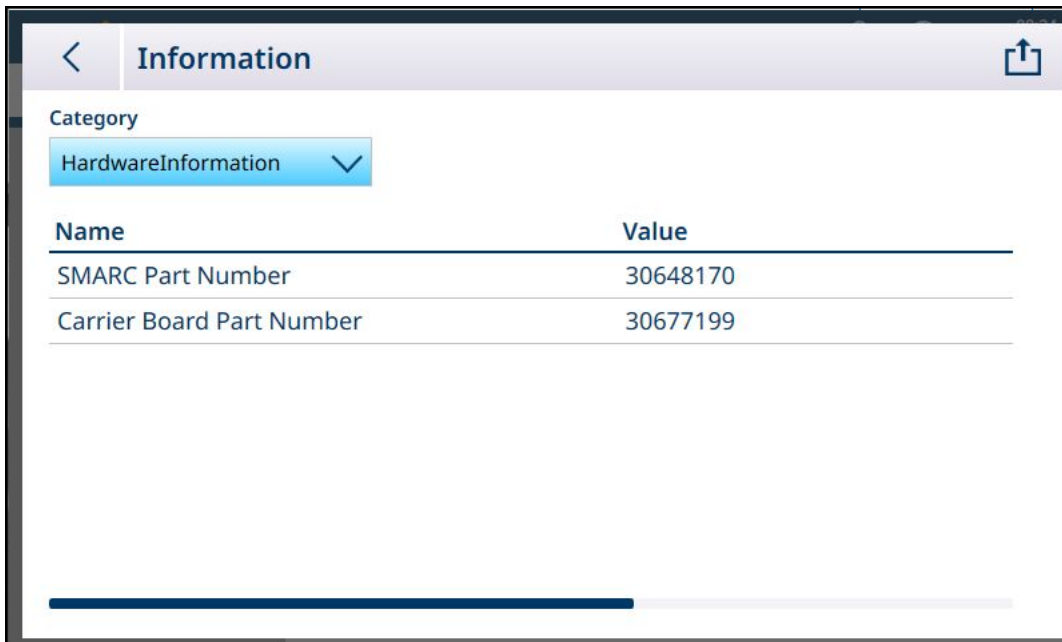 Information
Category
HardwareInformation
Name Value
SMARC Part Number 30648170
Carrier Board Part Number 30677199